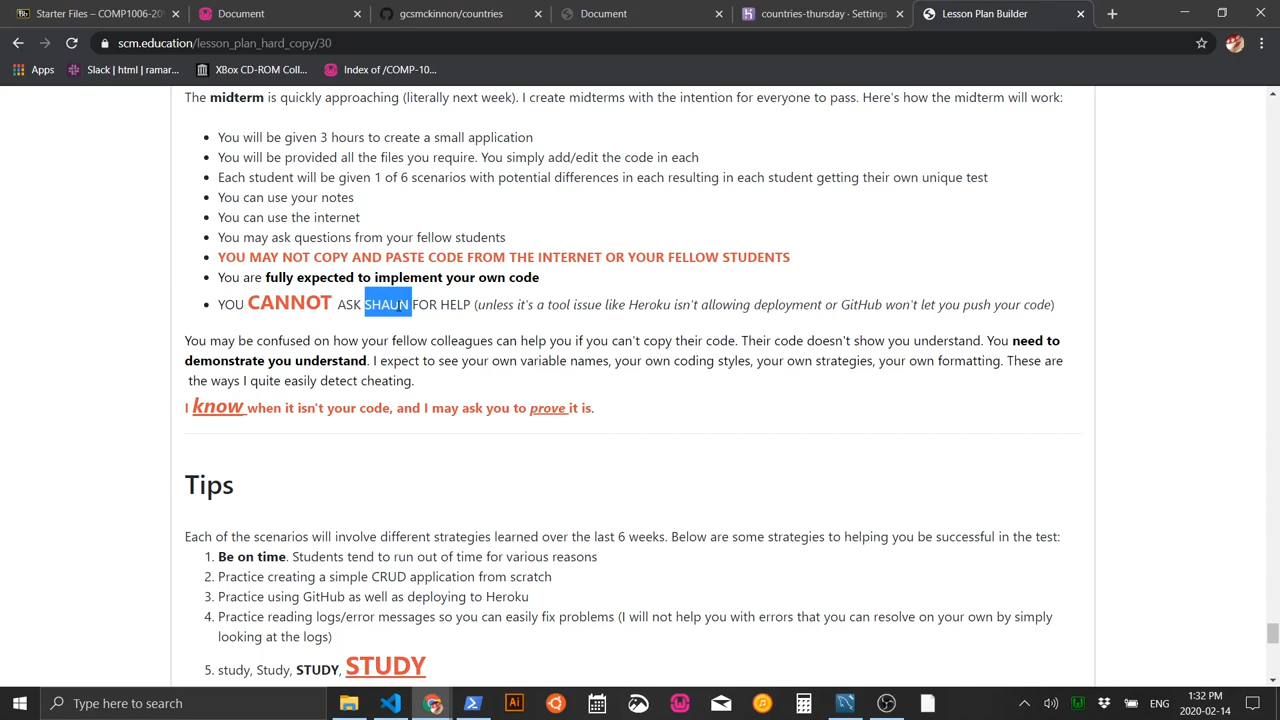 Starter Files – COMP1006-20
Document
gcsmckinnon/countries
Document
countries-thursday · Settings
Lesson Plan Builder
scm.education/lesson_plan_hard_copy/30
Apps
Slack | html | ramar...
XBox CD-ROM Coll...
Index of /COMP-10...
The midterm is quickly approaching (literally next week). I create midterms with the intention for everyone to pass. Here's how the midterm will work:
• You will be given 3 hours to create a small application
• You will be provided all the files you require. You simply add/edit the code in each
• Each student will be given 1 of 6 scenarios with potential differences in each resulting in each student getting their own unique test
• You can use your notes
• You can use the internet
• You may ask questions from your fellow students
• YOU MAY NOT COPY AND PASTE CODE FROM THE INTERNET OR YOUR FELLOW STUDENTS
• You are fully expected to implement your own code
• YOU CANNOT ASK SHAUN FOR HELP (unless it's a tool issue like Heroku isn't allowing deployment or GitHub won't let you push your code)
You may be confused on how your fellow colleagues can help you if you can't copy their code. Their code doesn't show you understand. You need to
demonstrate you understand. I expect to see your own variable names, your own coding styles, your own strategies, your own formatting. These are
the ways I quite easily detect cheating.
I know when it isn't your code, and I may ask you to prove it is.
Tips
Each of the scenarios will involve different strategies learned over the last 6 weeks. Below are some strategies to helping you be successful in the test:
1. Be on time. Students tend to run out of time for various reasons
2. Practice creating a simple CRUD application from scratch
3. Practice using GitHub as well as deploying to Heroku
4. Practice reading logs/error messages so you can easily fix problems (I will not help you with errors that you can resolve on your own by simply
looking at the logs)
5. study, Study, STUDY, STUDY
Type here to search
Ai
ENG
1:32 PM
2020-02-14